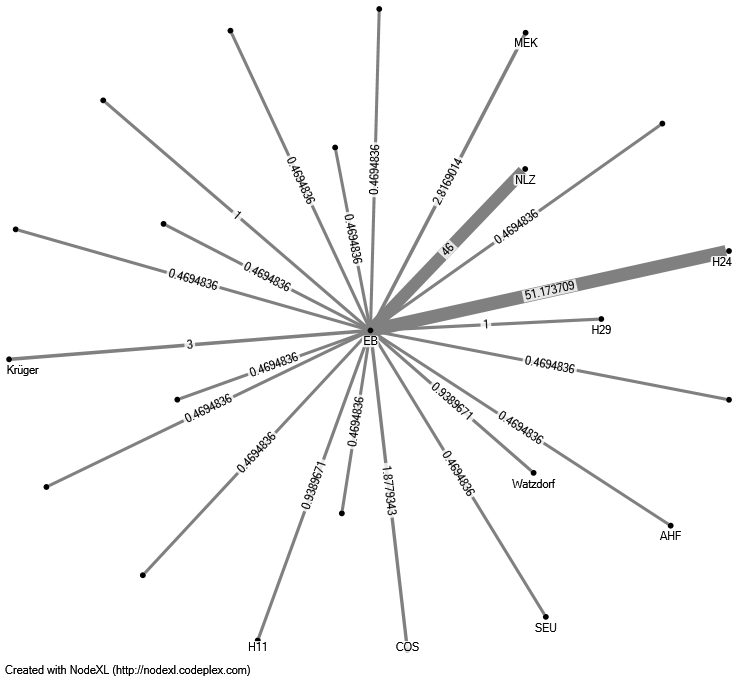 MEK
0.4694836
0.4694836
2.8169014
NLZ
1
0.4694836
0.4694836
46
H24
0.4694836
0.4694836
51.173709
1
H29
3
EB
Krüger
0.4694836
0.4694836
0.4694836
0.9389671
0.4694836
0.4694836
0.4694836
0.4694836
0.9389671
1.8779343
Watzdorf
AHF
SEU
H11
COS
Created with NodeXL (http://nodexl.codeplex.com)